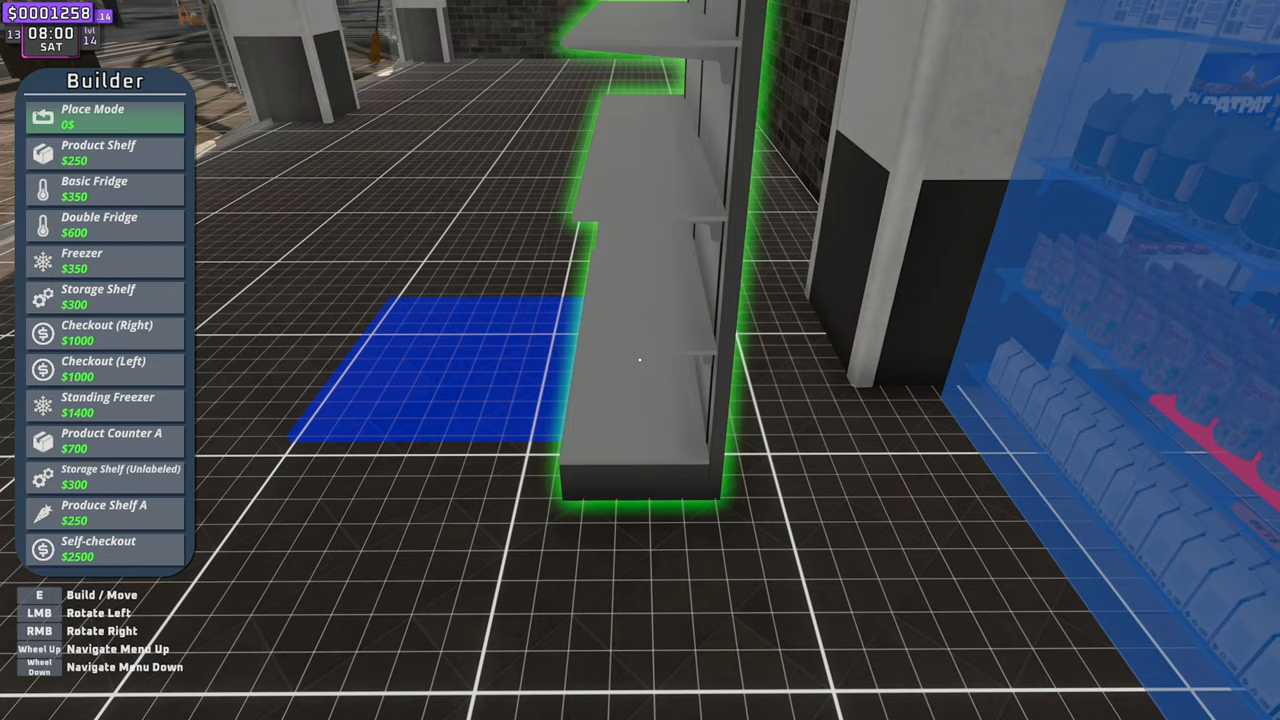 $0001258 .14
13 08:00 lvl
SAT 14
Builder
Place Mode
0$
Product Shelf
$250
Basic Fridge
$350
Double Fridge
$600
Freezer
$350
Storage Shelf
$300
Checkout (Right)
$1000
Checkout (Left)
$1000
Standing Freezer
$1400
Product Counter A
$700
Storage Shelf (Unlabeled)
$300
Produce Shelf A
$250
Self-checkout
$2500
E Build / Move
LMB Rotate Left
RMB Rotate Right
Wheel Up Navigate Menu Up
Wheel Down Navigate Menu Down
PATPAT